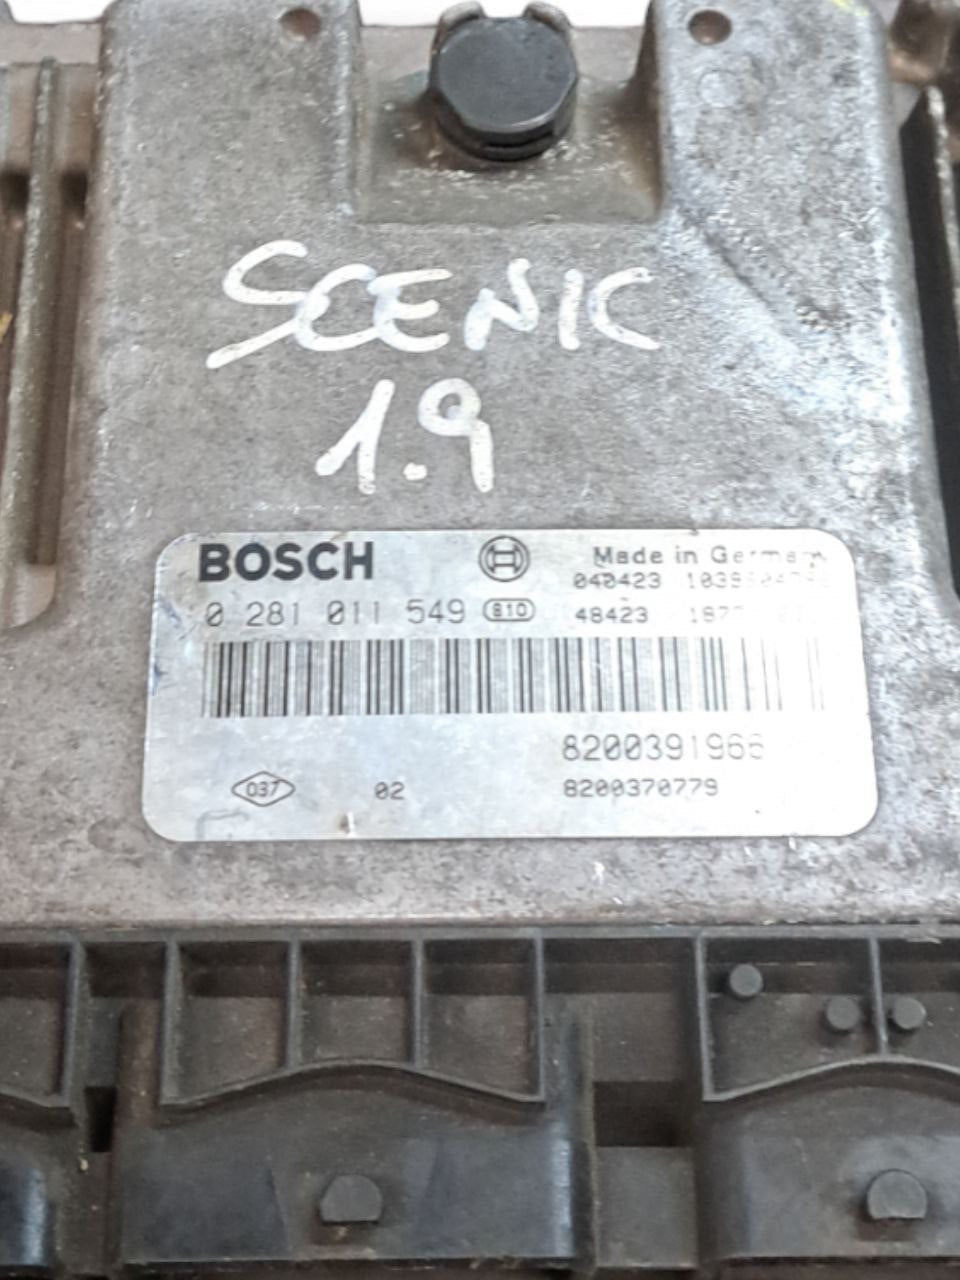 SCENIC
1.9
BOSCH
Made in Germany
040423
0 281 011 549 810
48423
8200391966
037 02 8200370779